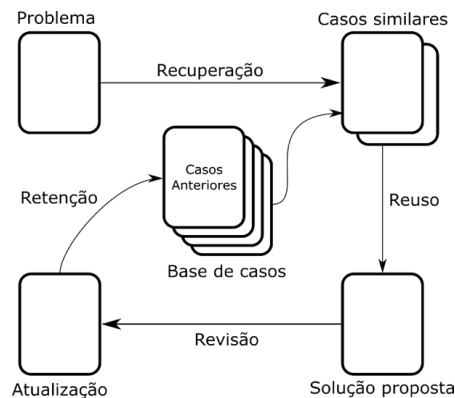 Problema
Casos similares
Recuperação
Casos
Anteriores
Retenção
Reuso
Base de casos
Revisão
Atualização
Solução proposta